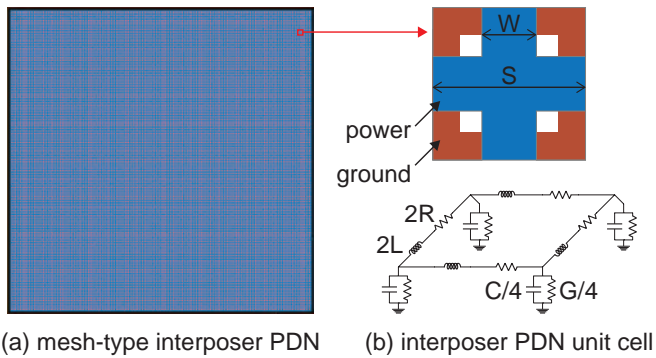 W
S
power
ground
2R
2L
C/4 G/4
(a) mesh-type interposer PDN (b) interposer PDN unit cell